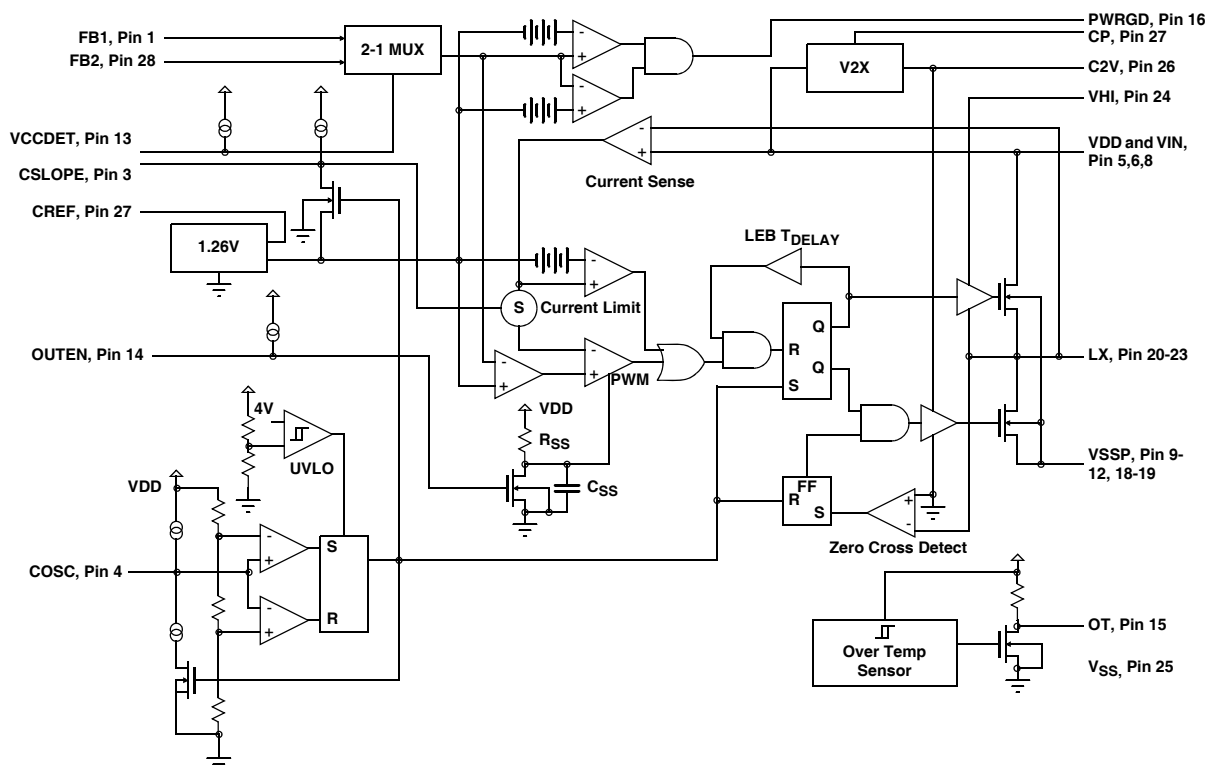 FB1, Pin 1
FB2, Pin 28
2-1 MUX
PWRGD, Pin 16
CP, Pin 27
V2X
C2V, Pin 26
VHI, Pin 24
VCCDET, Pin 13
CSLOPE, Pin 3
CREF, Pin 27
1.26V
-
+
-
+
-
+
Current Sense
VDD and VIN,
Pin 5,6,8
LEB TDELAY
-
+
S
Current Limit
OUTEN, Pin 14
-
+
-
+
PWM
R
S
Q
Q
LX, Pin 20-23
4V
UVLO
VDD
RSS
CSS
VSSP, Pin 9-
12, 18-19
FF
R
S
+
-
Zero Cross Detect
VDD
COSC, Pin 4
-
+
-
+
S
R
Over Temp
Sensor
OT, Pin 15
VSS, Pin 25